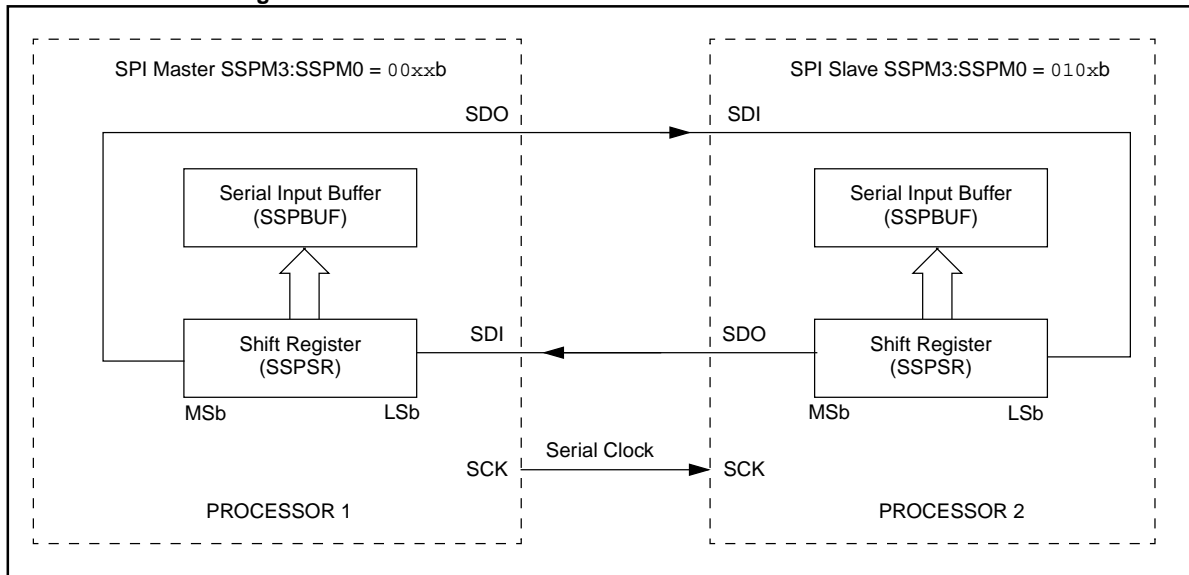 SPI Master SSPM3:SSPM0 = 00xxb
SDO
Serial Input Buffer
(SSPBUF)
Shift Register
(SSPSR)
MSb
LSb
SDI
SCK
PROCESSOR 1
Serial Clock
SPI Slave SSPM3:SSPM0 = 010xb
SDI
Serial Input Buffer
(SSPBUF)
SDO
Shift Register
(SSPSR)
MSb
LSb
SCK
PROCESSOR 2